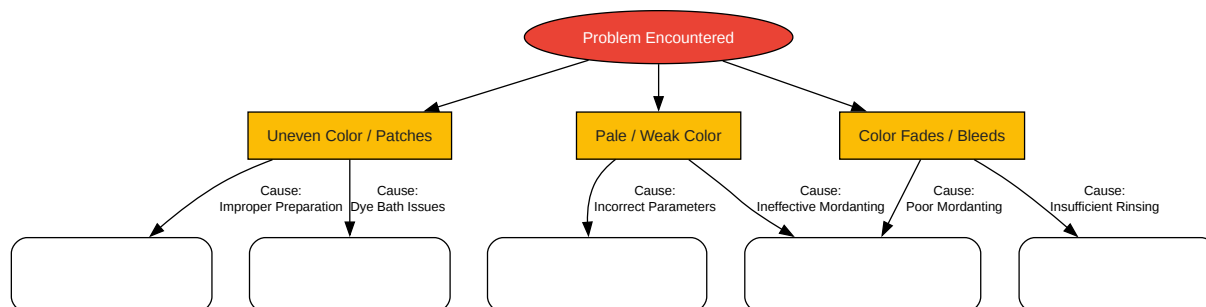 Problem Encountered
Uneven Color / Patches
Pale / Weak Color
Color Fades / Bleeds
Cause:
Improper Preparation
Cause:
Dye Bath Issues
Cause:
Incorrect Parameters
Cause:
Ineffective Mordanting
Cause:
Poor Mordanting
Cause:
Insufficient Rinsing